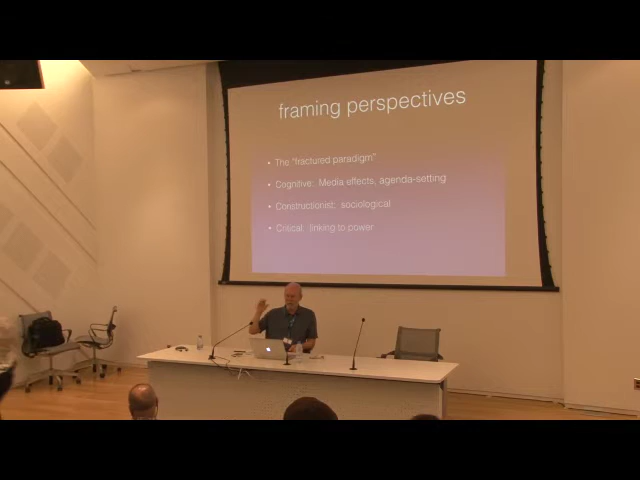 framing perspectives
• The "fractured paradigm"
• Cognitive: Media effects, agenda-setting
• Constructionist: sociological
• Critical: linking to power